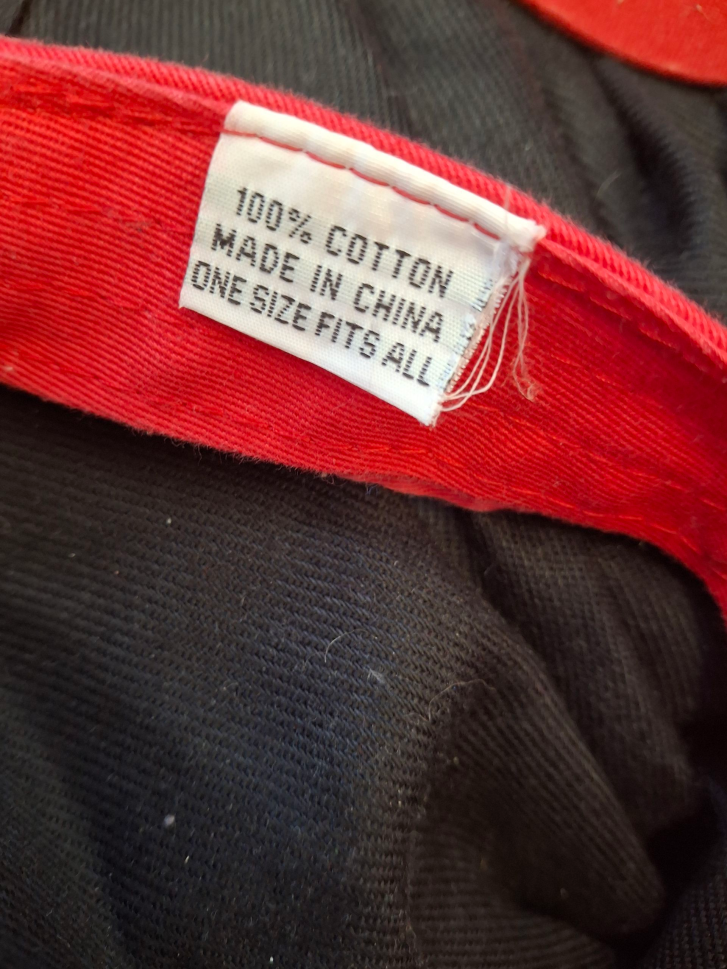 100% COTTON
MADE IN CHINA
ONE SIZE FITS ALL